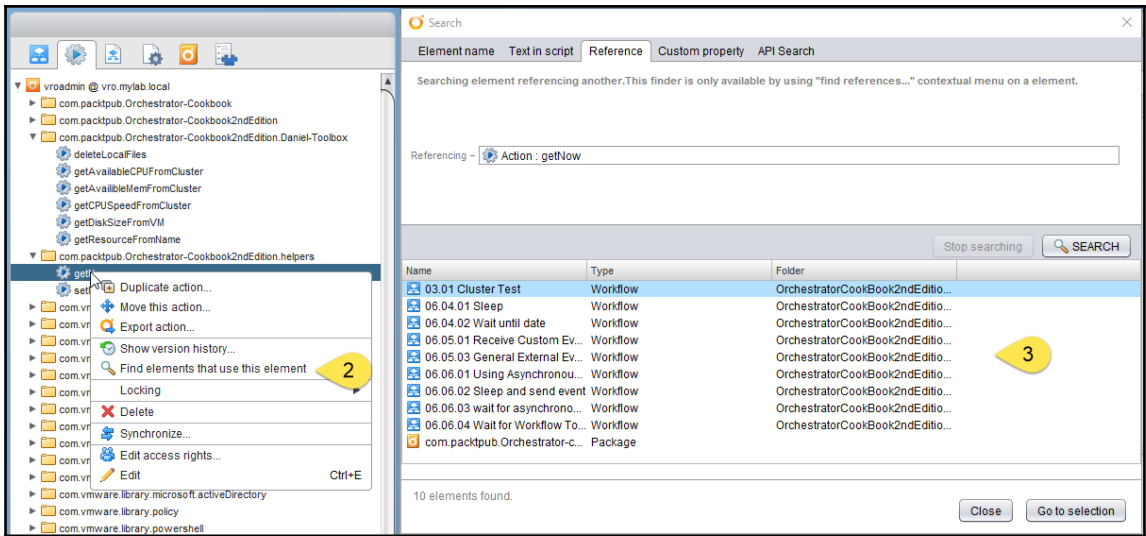 vroadmin @ vro.mylab.local
com.packtpub.Orchestrator-Cookbook
com.packtpub.Orchestrator-Cookbook2ndEdition
com.packtpub.Orchestrator-Cookbook2ndEdition.Daniel-Toolbox
deleteLocalFiles
getAvailableCPUFromCluster
getAvailibleMemFromCluster
getCPUSpeedFromCluster
getDiskSizeFromVM
getResourceFromName
com.packtpub.Orchestrator-Cookbook2ndEdition.helpers
Duplicate action...
Move this action...
Export action...
Show version history...
Find elements that use this element
2
Locking
Delete
Synchronize...
Edit access rights...
Edit Ctrl+E
com.vmware.library.microsoft.activeDirectory
com.vmware.library.policy
com.vmware.library.powershell
Search
Element name Text in script Reference Custom property API Search
Searching element referencing another.This finder is only available by using "find references..." contextual menu on a element.
Referencing – Action : getNow
Stop searching SEARCH
Name Type Folder
03.01 Cluster Test Workflow OrchestratorCookBook2ndEditio...
06.04.01 Sleep Workflow OrchestratorCookBook2ndEditio...
06.04.02 Wait until date Workflow OrchestratorCookBook2ndEditio...
06.05.01 Receive Custom Ev... Workflow OrchestratorCookBook2ndEditio...
06.05.03 General External Ev... Workflow OrchestratorCookBook2ndEditio...
06.06.01 Using Asynchronou... Workflow OrchestratorCookBook2ndEditio...
06.06.02 Sleep and send event Workflow OrchestratorCookBook2ndEditio...
06.06.03 wait for asynchrono... Workflow OrchestratorCookBook2ndEditio...
06.06.04 Wait for Workflow To... Workflow OrchestratorCookBook2ndEditio...
com.packtpub.Orchestrator-c... Package
3
10 elements found.
Close Go to selection